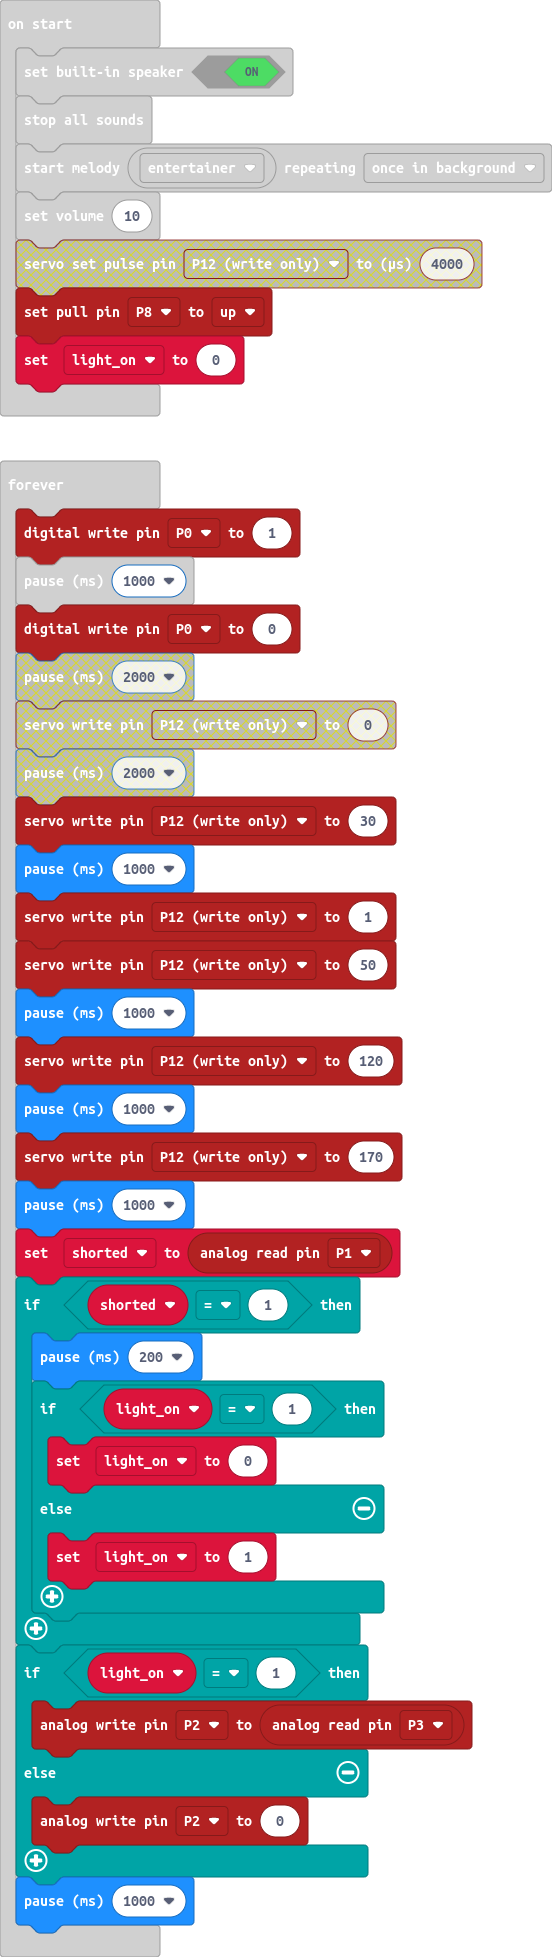 on start
set built-in speaker ON
stop all sounds
start melody entertainer repeating once in background
set volume 10
servo set pulse pin P12 (write only) to (µs) 4000
set pull pin P8 to up
set light_on to 0
forever
digital write pin P0 to 1
pause (ms) 1000
digital write pin P0 to 0
pause (ms) 2000
servo write pin P12 (write only) to 0
pause (ms) 2000
servo write pin P12 (write only) to 30
pause (ms) 1000
servo write pin P12 (write only) to 1
servo write pin P12 (write only) to 50
pause (ms) 1000
servo write pin P12 (write only) to 120
pause (ms) 1000
servo write pin P12 (write only) to 170
pause (ms) 1000
set shorted to analog read pin P1
if shorted = 1 then
pause (ms) 200
if light_on = 1 then
set light_on to 0
else
set light_on to 1
if light_on = 1 then
analog write pin P2 to analog read pin P3
else
analog write pin P2 to 0
pause (ms) 1000